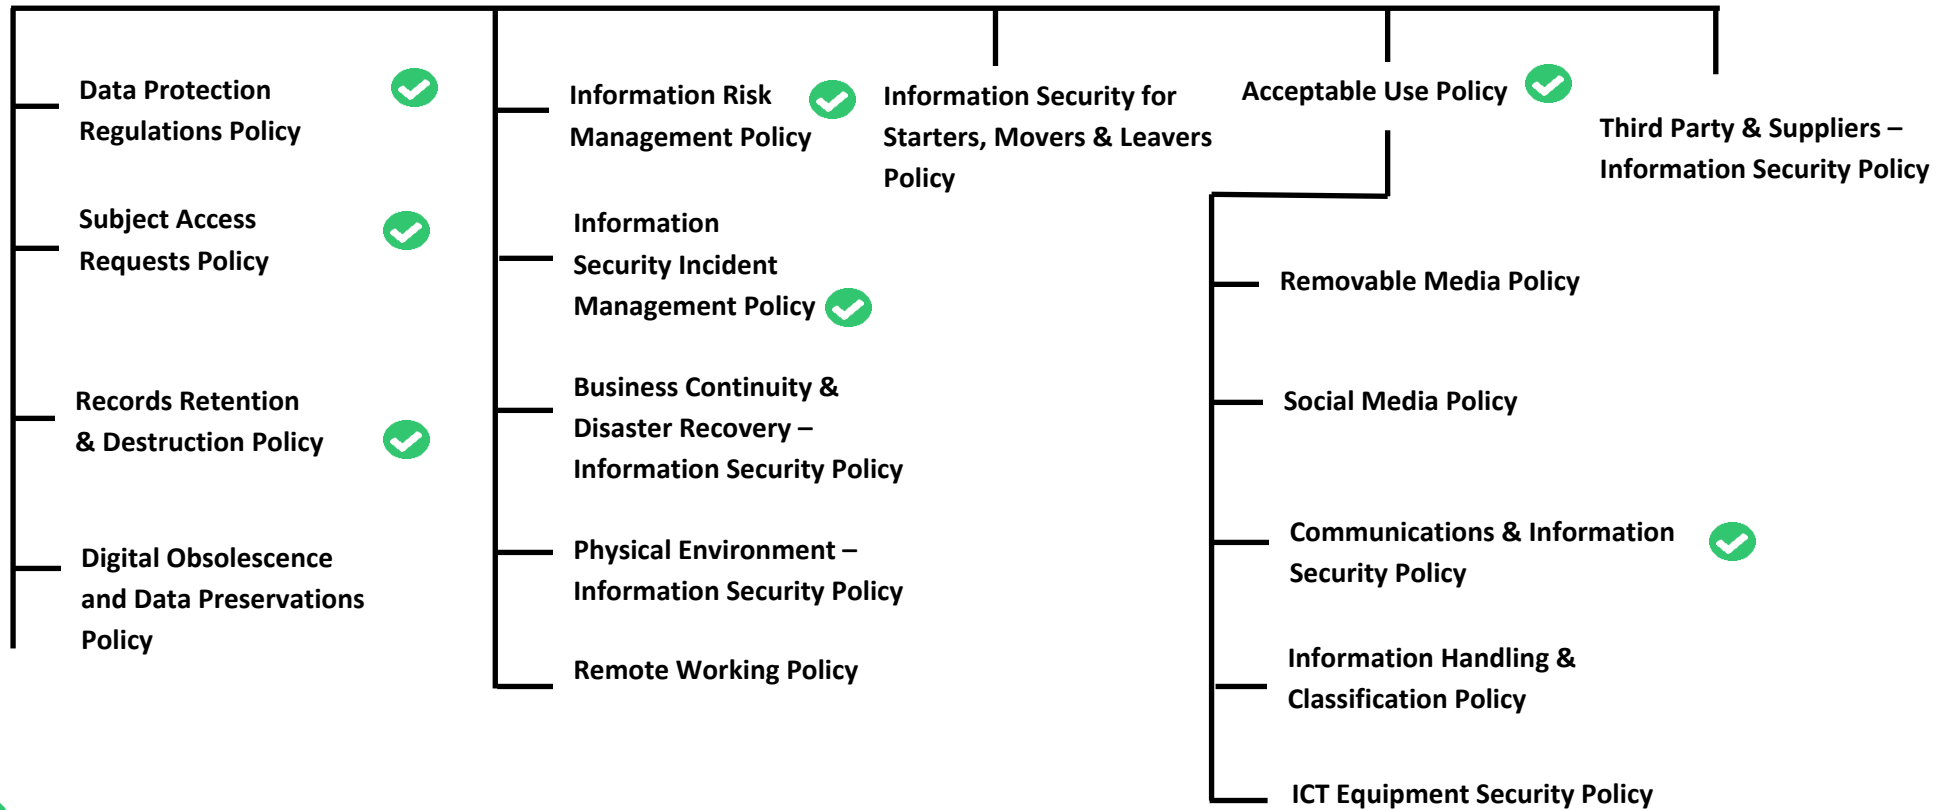 Data Protection
Regulations Policy
Subject Access
Requests Policy
Records Retention
& Destruction Policy
Digital Obsolescence
and Data Preservations
Policy
Information Risk
Management Policy
Information
Security Incident
Management Policy
Business Continuity &
Disaster Recovery –
Information Security Policy
Physical Environment –
Information Security Policy
Remote Working Policy
Information Security for
Starters, Movers & Leavers
Policy
Acceptable Use Policy
Removable Media Policy
Social Media Policy
Communications & Information
Security Policy
Information Handling &
Classification Policy
ICT Equipment Security Policy
Third Party & Suppliers –
Information Security Policy